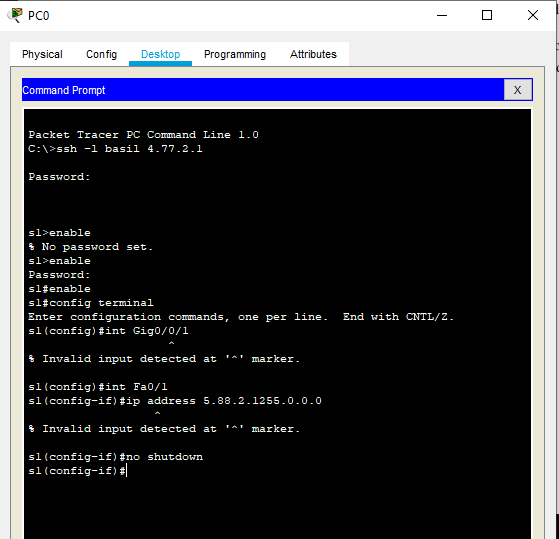 PC0
Physical Config Desktop Programming Attributes
Command Prompt
X
Packet Tracer PC Command Line 1.0
C:\>ssh -l basil 4.77.2.1
Password:
s1>enable
% No password set.
s1>enable
Password:
s1#enable
s1#config terminal
Enter configuration commands, one per line.  End with CNTL/Z.
s1(config)#int Gig0/0/1
^
% Invalid input detected at '^' marker.
s1(config)#int Fa0/1
s1(config-if)#ip address 5.88.2.1255.0.0.0
^
% Invalid input detected at '^' marker.
s1(config-if)#no shutdown
s1(config-if)#